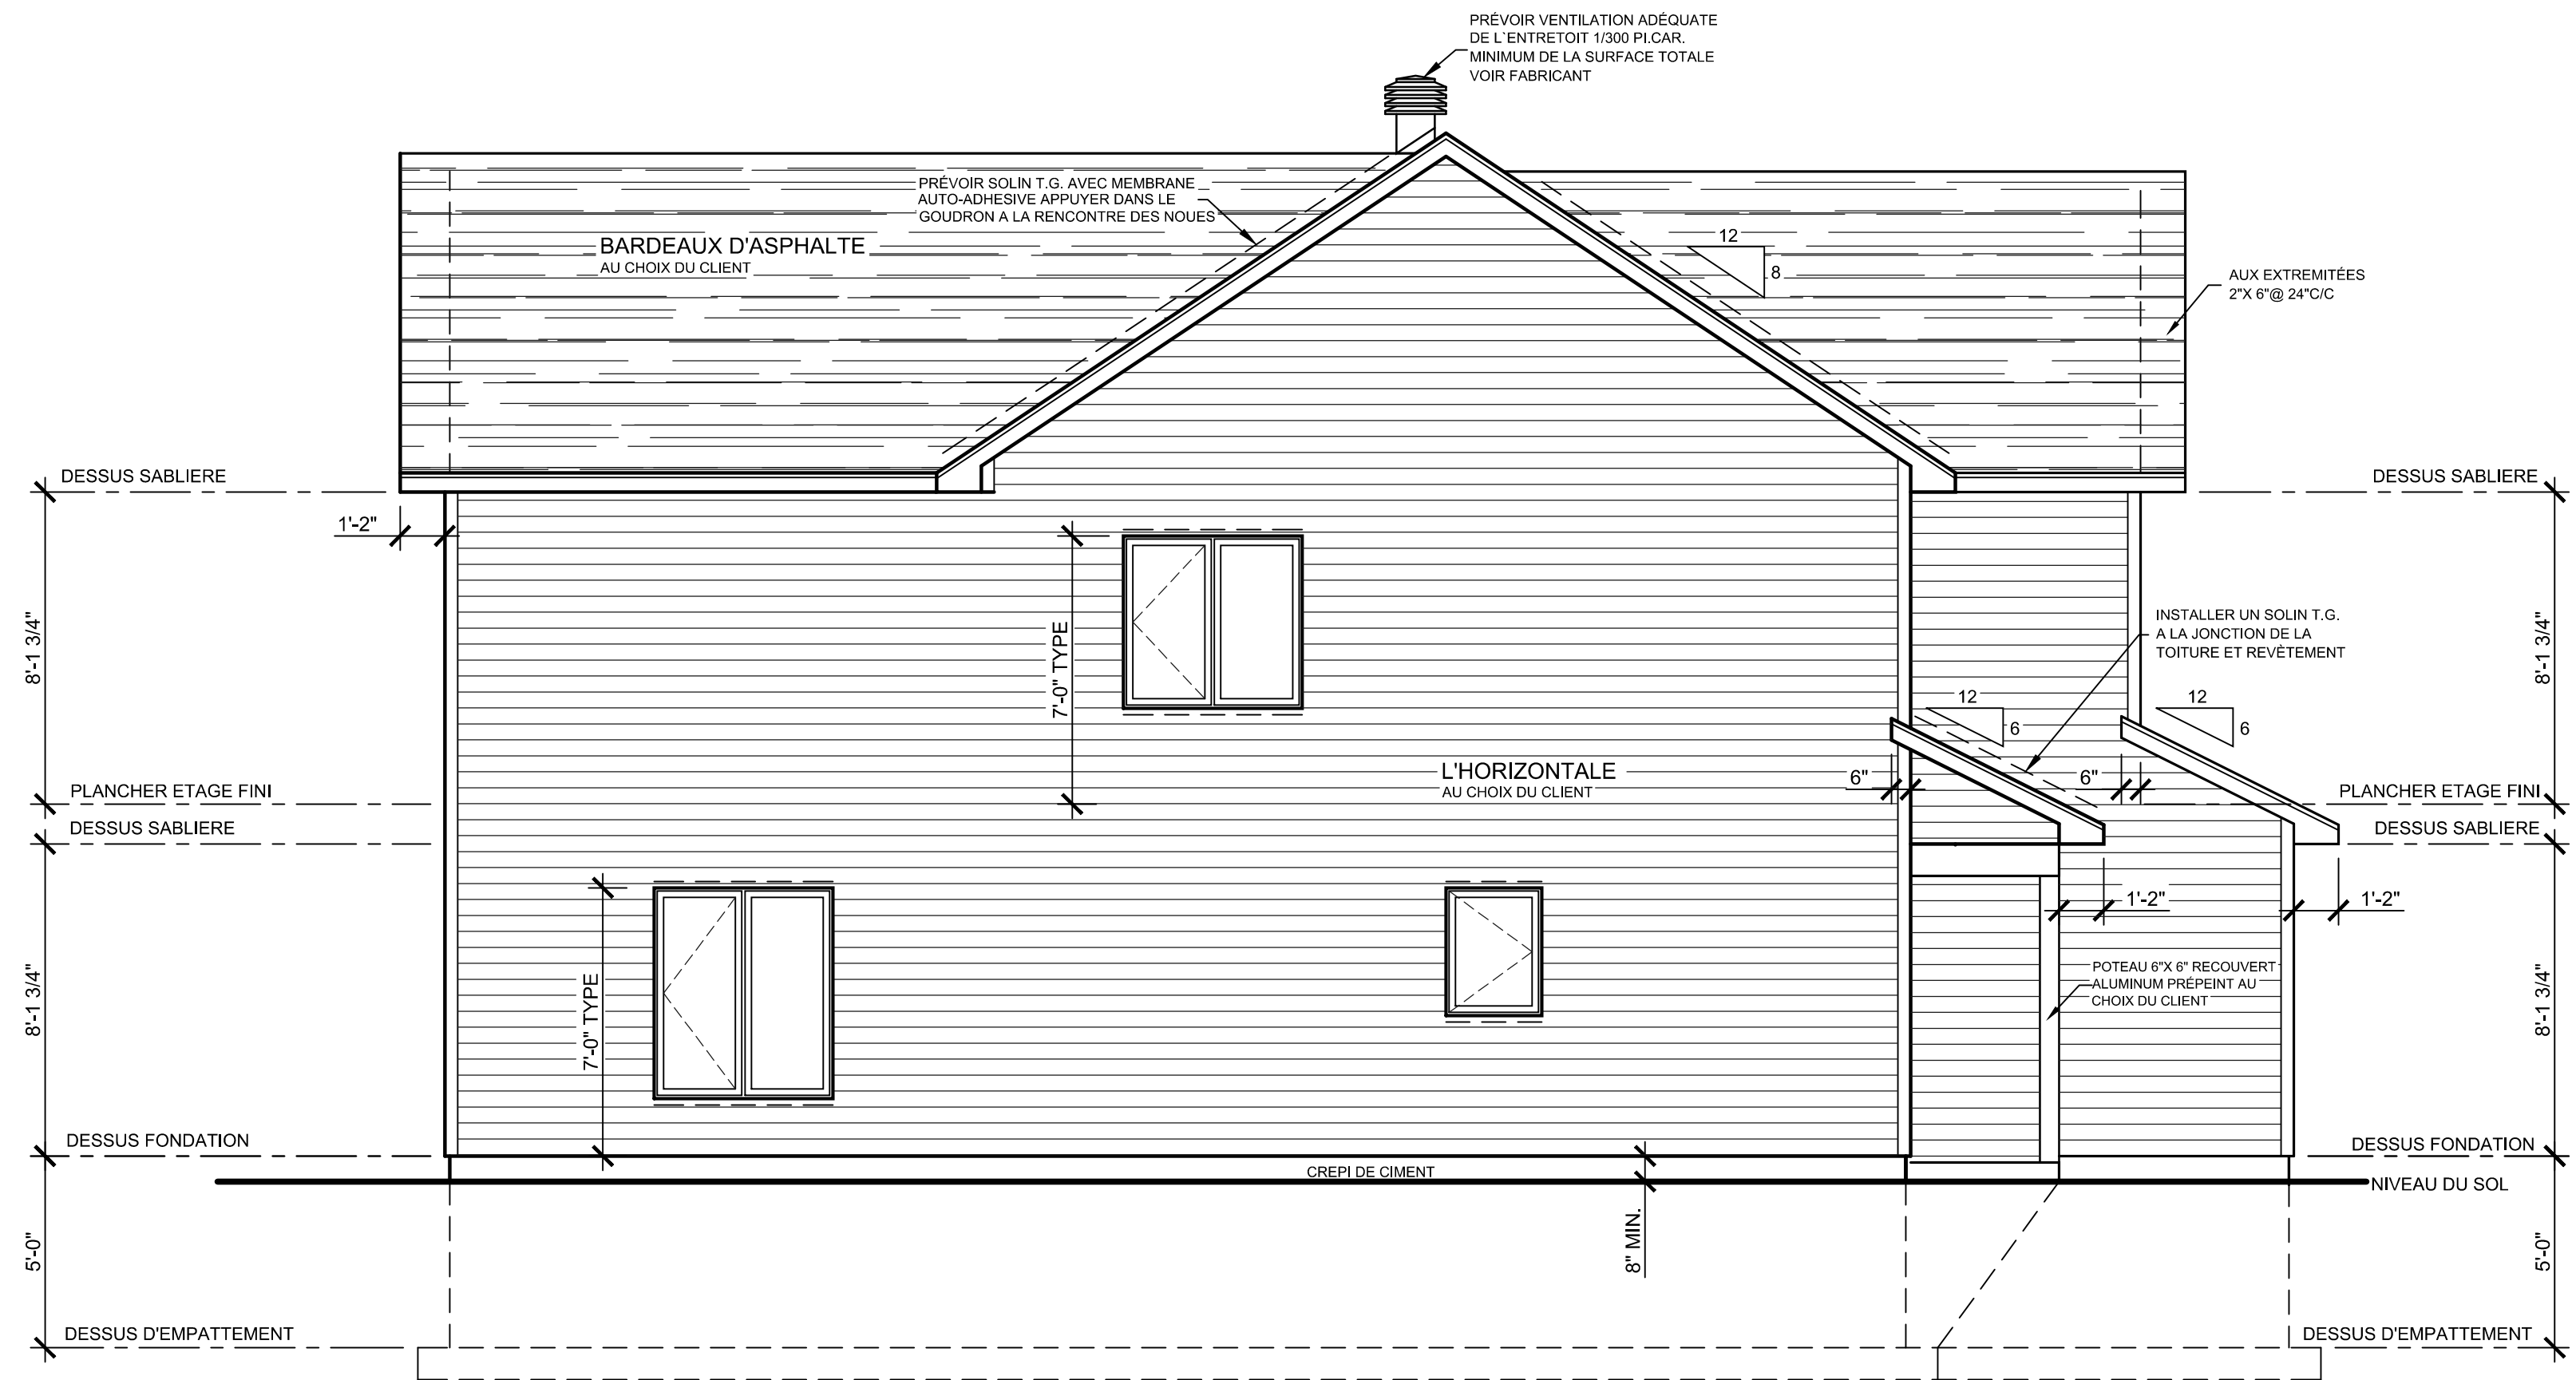 PRÉVOIR VENTILATION ADÉQUATE
DE L`ENTRETOIT 1/300 PI.CAR.
MINIMUM DE LA SURFACE TOTALE
VOIR FABRICANT
PRÉVOIR SOLIN T.G. AVEC MEMBRANE
AUTO-ADHESIVE APPUYER DANS LE
GOUDRON A LA RENCONTRE DES NOUES
BARDEAUX D'ASPHALTE
AU CHOIX DU CLIENT
12
8
AUX EXTREMITÉES
2"X 6"@ 24"C/C
DESSUS SABLIERE
DESSUS SABLIERE
1'-2"
8'-1 3/4"
7'-0" TYPE
INSTALLER UN SOLIN T.G.
A LA JONCTION DE LA
TOITURE ET REVÈTEMENT
8'-1 3/4"
12
6
12
6
L'HORIZONTALE
AU CHOIX DU CLIENT
6"
6"
PLANCHER ETAGE FINI
PLANCHER ETAGE FINI
DESSUS SABLIERE
DESSUS SABLIERE
1'-2"
1'-2"
8'-1 3/4"
7'-0" TYPE
POTEAU 6"X 6" RECOUVERT
ALUMINUM PRÉPEINT AU
CHOIX DU CLIENT
8'-1 3/4"
DESSUS FONDATION
DESSUS FONDATION
CREPI DE CIMENT
NIVEAU DU SOL
5'-0"
8" MIN.
5'-0"
DESSUS D'EMPATTEMENT
DESSUS D'EMPATTEMENT